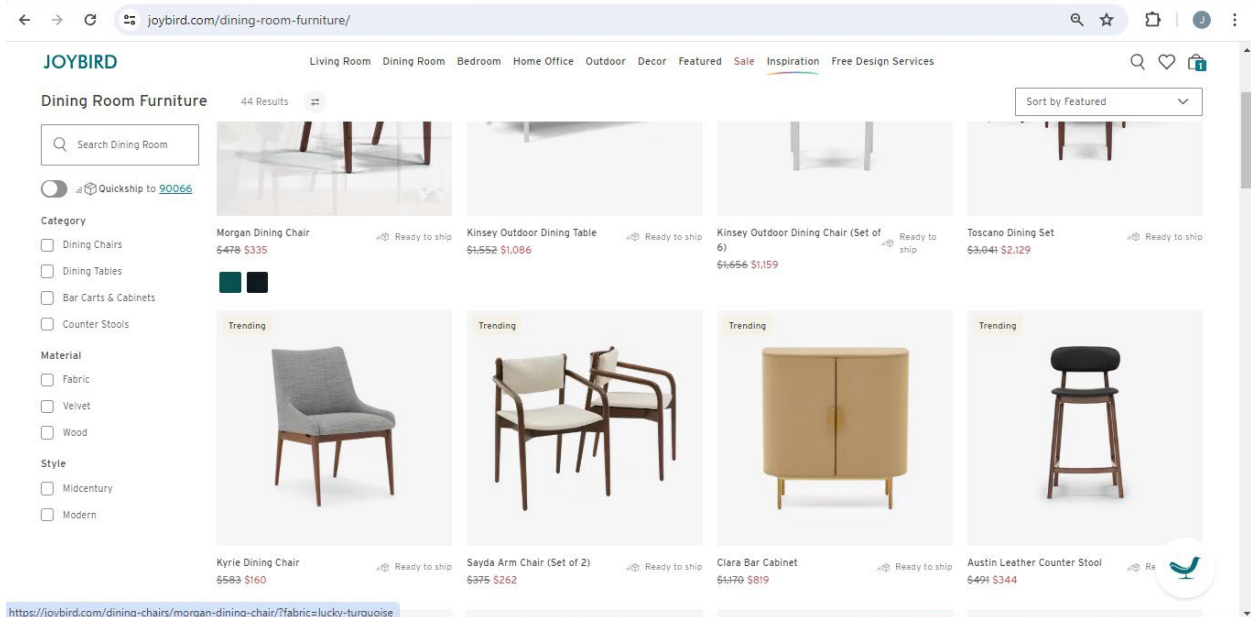 joybird.com/dining-room-furniture/
J
JOYBIRD
Living Room Dining Room Bedroom Home Office Outdoor Decor Featured Sale Inspiration Free Design Services
1
Dining Room Furniture 44 Results
Sort by Featured
Search Dining Room
Quickship to 90066
Category
Dining Chairs
Dining Tables
Bar Carts & Cabinets
Counter Stools
Material
Fabric
Velvet
Wood
Style
Midcentury
Modern
Morgan Dining Chair
Ready to ship
$478 $335
Kinsey Outdoor Dining Table
Ready to ship
$1,552 $1,086
Kinsey Outdoor Dining Chair (Set of
6)
Ready to
ship
$1,656 $1,159
Toscano Dining Set
Ready to ship
$3,041 $2,129
Trending
Kyrie Dining Chair
Ready to ship
$583 $160
Trending
Sayda Arm Chair (Set of 2)
Ready to ship
$375 $262
Trending
Clara Bar Cabinet
Ready to ship
$1,170 $819
Trending
Austin Leather Counter Stool
Re
$491 $344
https://joybird.com/dining-chairs/morgan-dining-chair/?fabric=lucky-turquoise